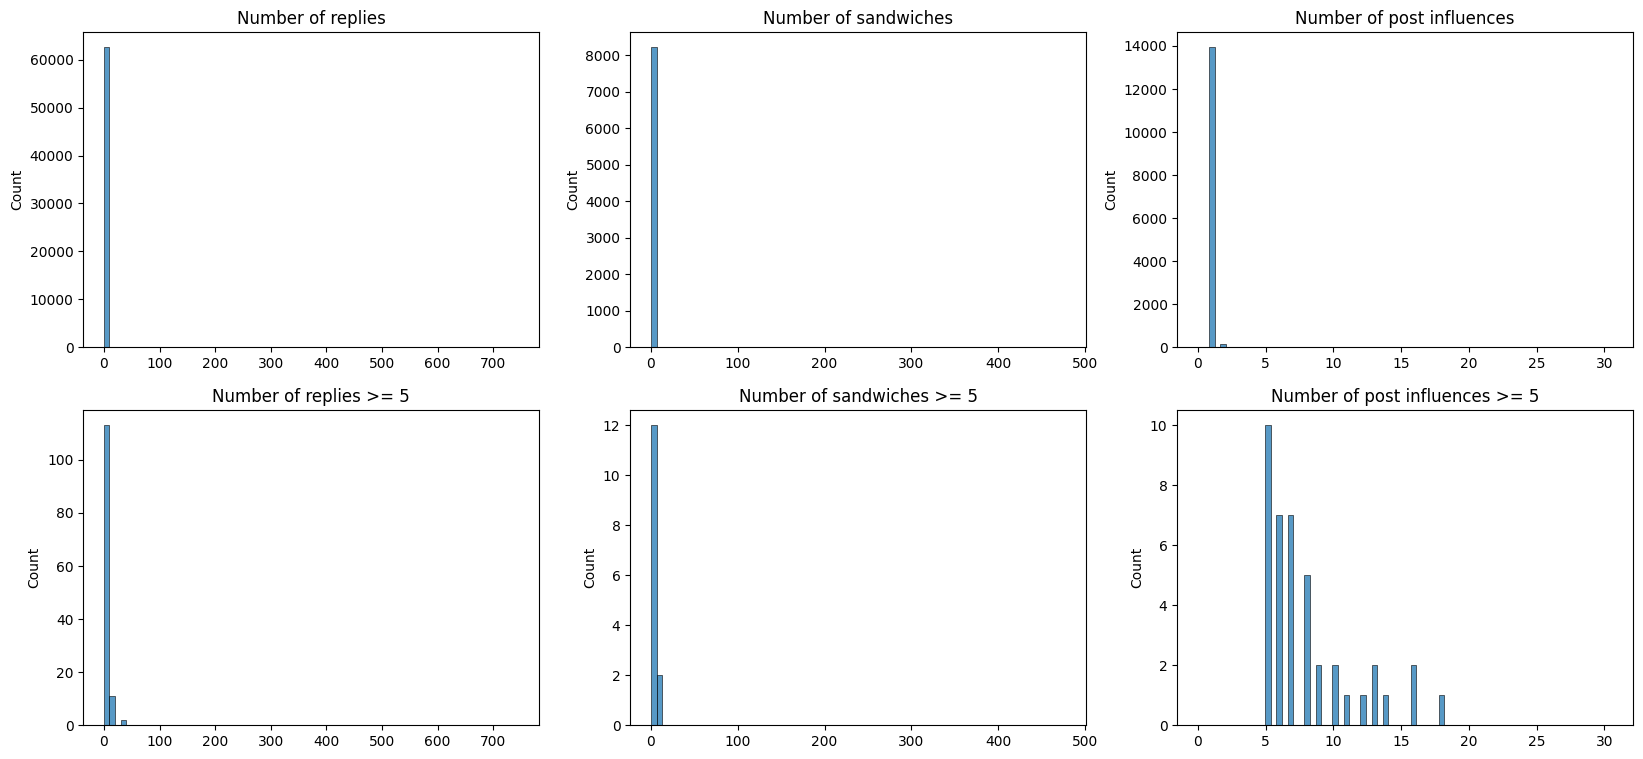 Number of replies
Number of sandwiches
Number of post influences
Count
60000
50000
40000
30000
20000
10000
0
0 100 200 300 400 500 600 700
Count
8000
7000
6000
5000
4000
3000
2000
1000
0
0 100 200 300 400 500
Count
14000
12000
10000
8000
6000
4000
2000
0
0 5 10 15 20 25 30
Number of replies >= 5
Number of sandwiches >= 5
Number of post influences >= 5
Count
100
80
60
40
20
0
0 100 200 300 400 500 600 700
Count
12
10
8
6
4
2
0
0 100 200 300 400 500
Count
10
8
6
4
2
0
0 5 10 15 20 25 30